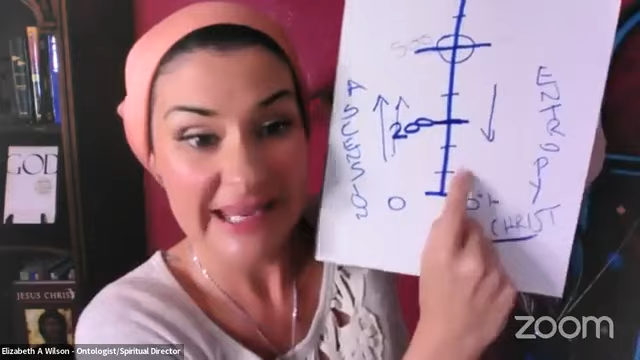 GOD
JESUS CHRIST
500
200
ASCENSION
ENTROPY
0
CHRIST
Elizabeth A Wilson - Ontologist/Spiritual Director
zoom